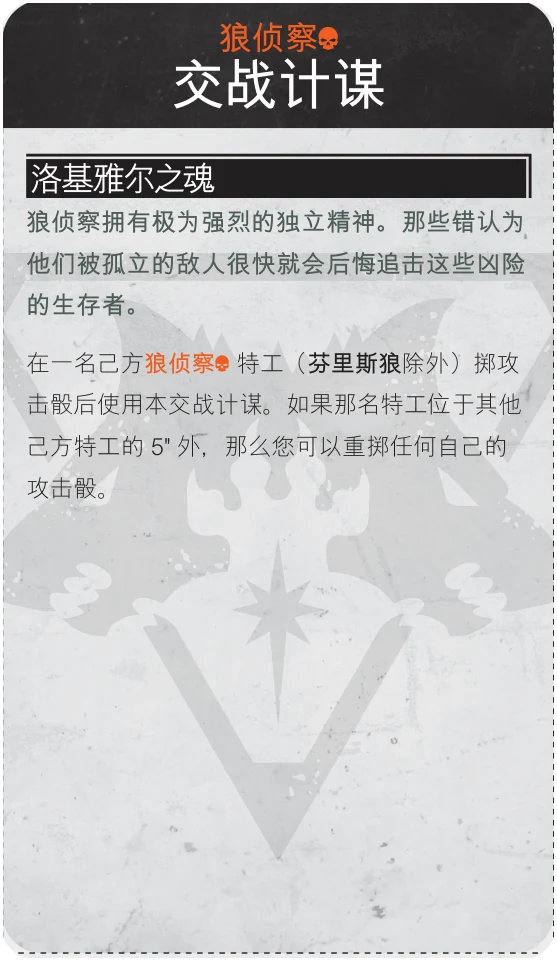 狼侦察
交战计谋
洛基雅尔之魂
狼侦察拥有极为强烈的独立精神。那些错认为
他们被孤立的敌人很快就会后悔追击这些凶险
的生存者。
在一名己方狼侦察 特工（芬里斯狼除外）掷攻
击骰后使用本交战计谋。如果那名特工位于其他
己方特工的 5" 外，那么您可以重掷任何自己的
攻击骰。